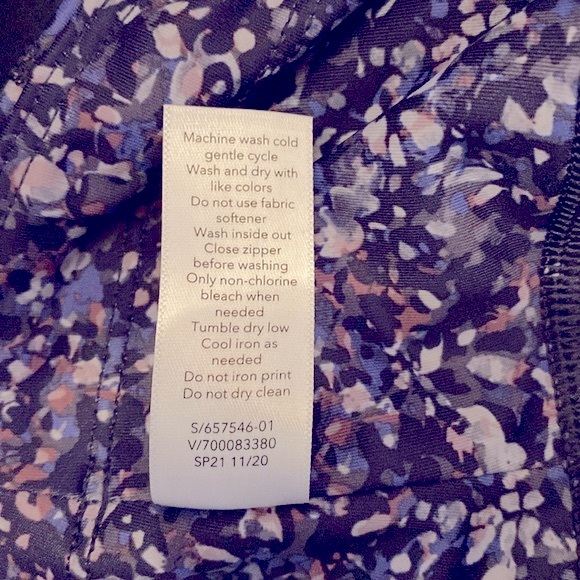 Machine wash cold
gentle cycle
Wash and dry with
like colors
Do not use fabric
softener
Wash inside out
Close zipper
before washing
Only non-chlorine
bleach when
needed
Tumble dry low
Cool iron as
needed
Do not iron print
Do not dry clean
S/657546-01
V/700083380
SP21 11/20